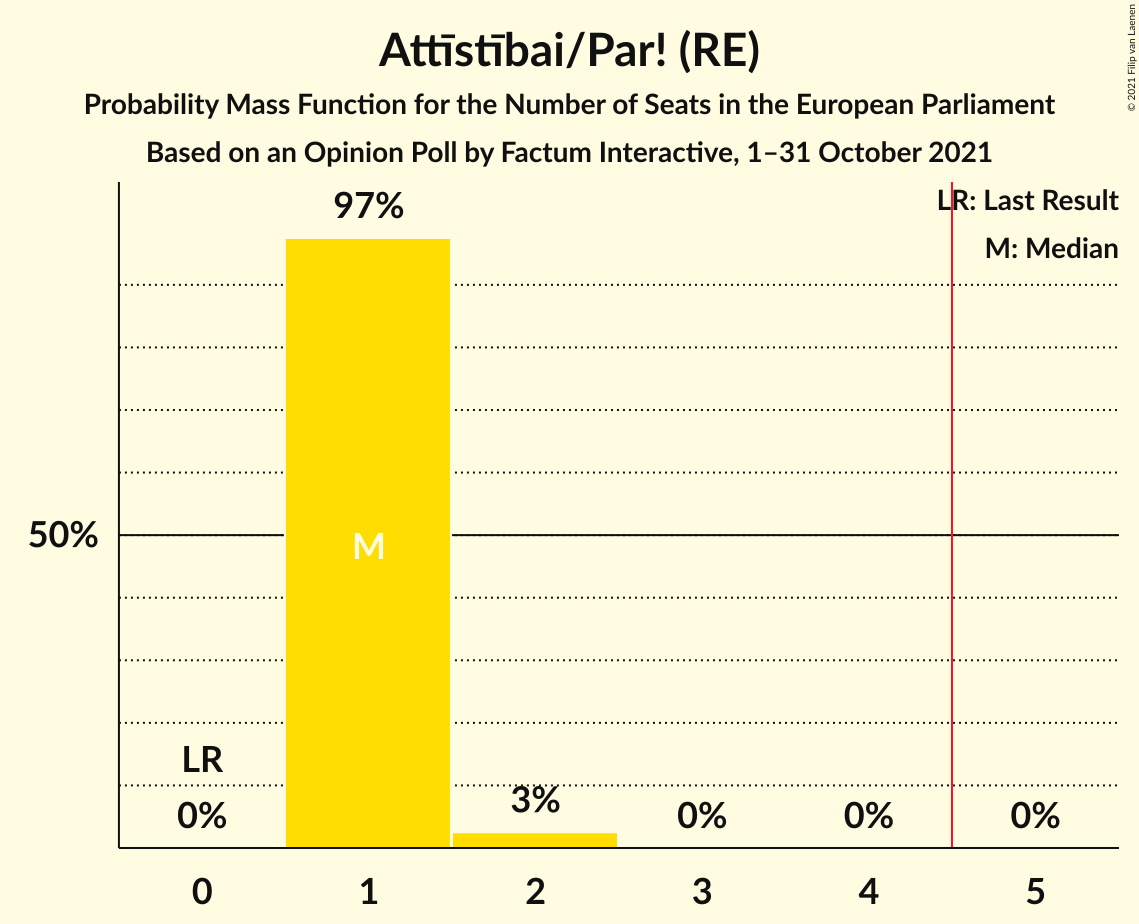 Attīstībai/Par! (RE)
Probability Mass Function for the Number of Seats in the European Parliament
Based on an Opinion Poll by Factum Interactive, 1–31 October 2021
© 2021 Filip van Laenen
LR: Last Result
M: Median
97%
50%
M
LR
0%
3%
0%
0%
0%
0 1 2 3 4 5